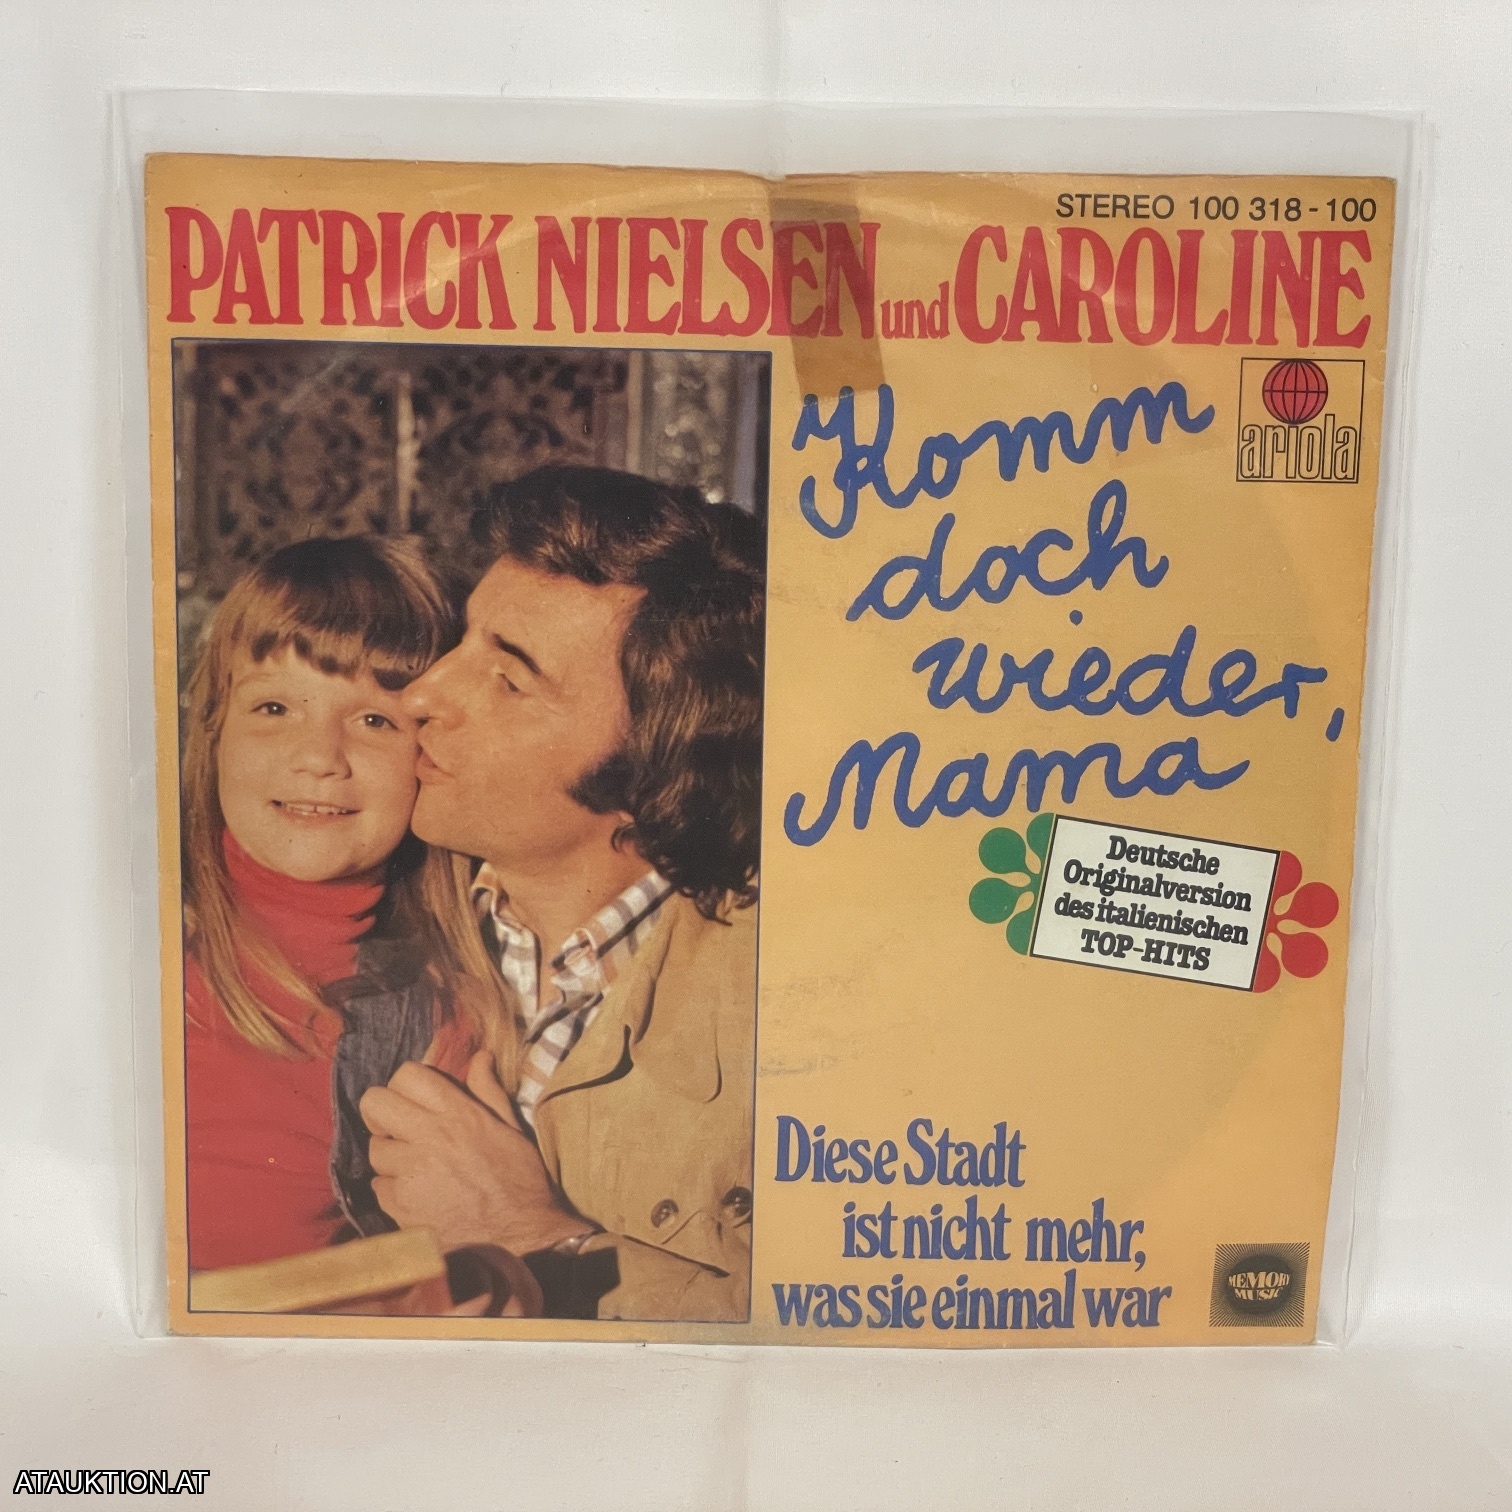 STEREO 100 318 - 100
PATRICK NIELSEN und CAROLINE
ariola
Komm
doch
wieder,
Mama
Deutsche
Originalversion
des italienischen
TOP-HITS
Diese Stadt
ist nicht mehr,
was sie einmal war
MEMORY
MUSIC
ATAUKTION.AT